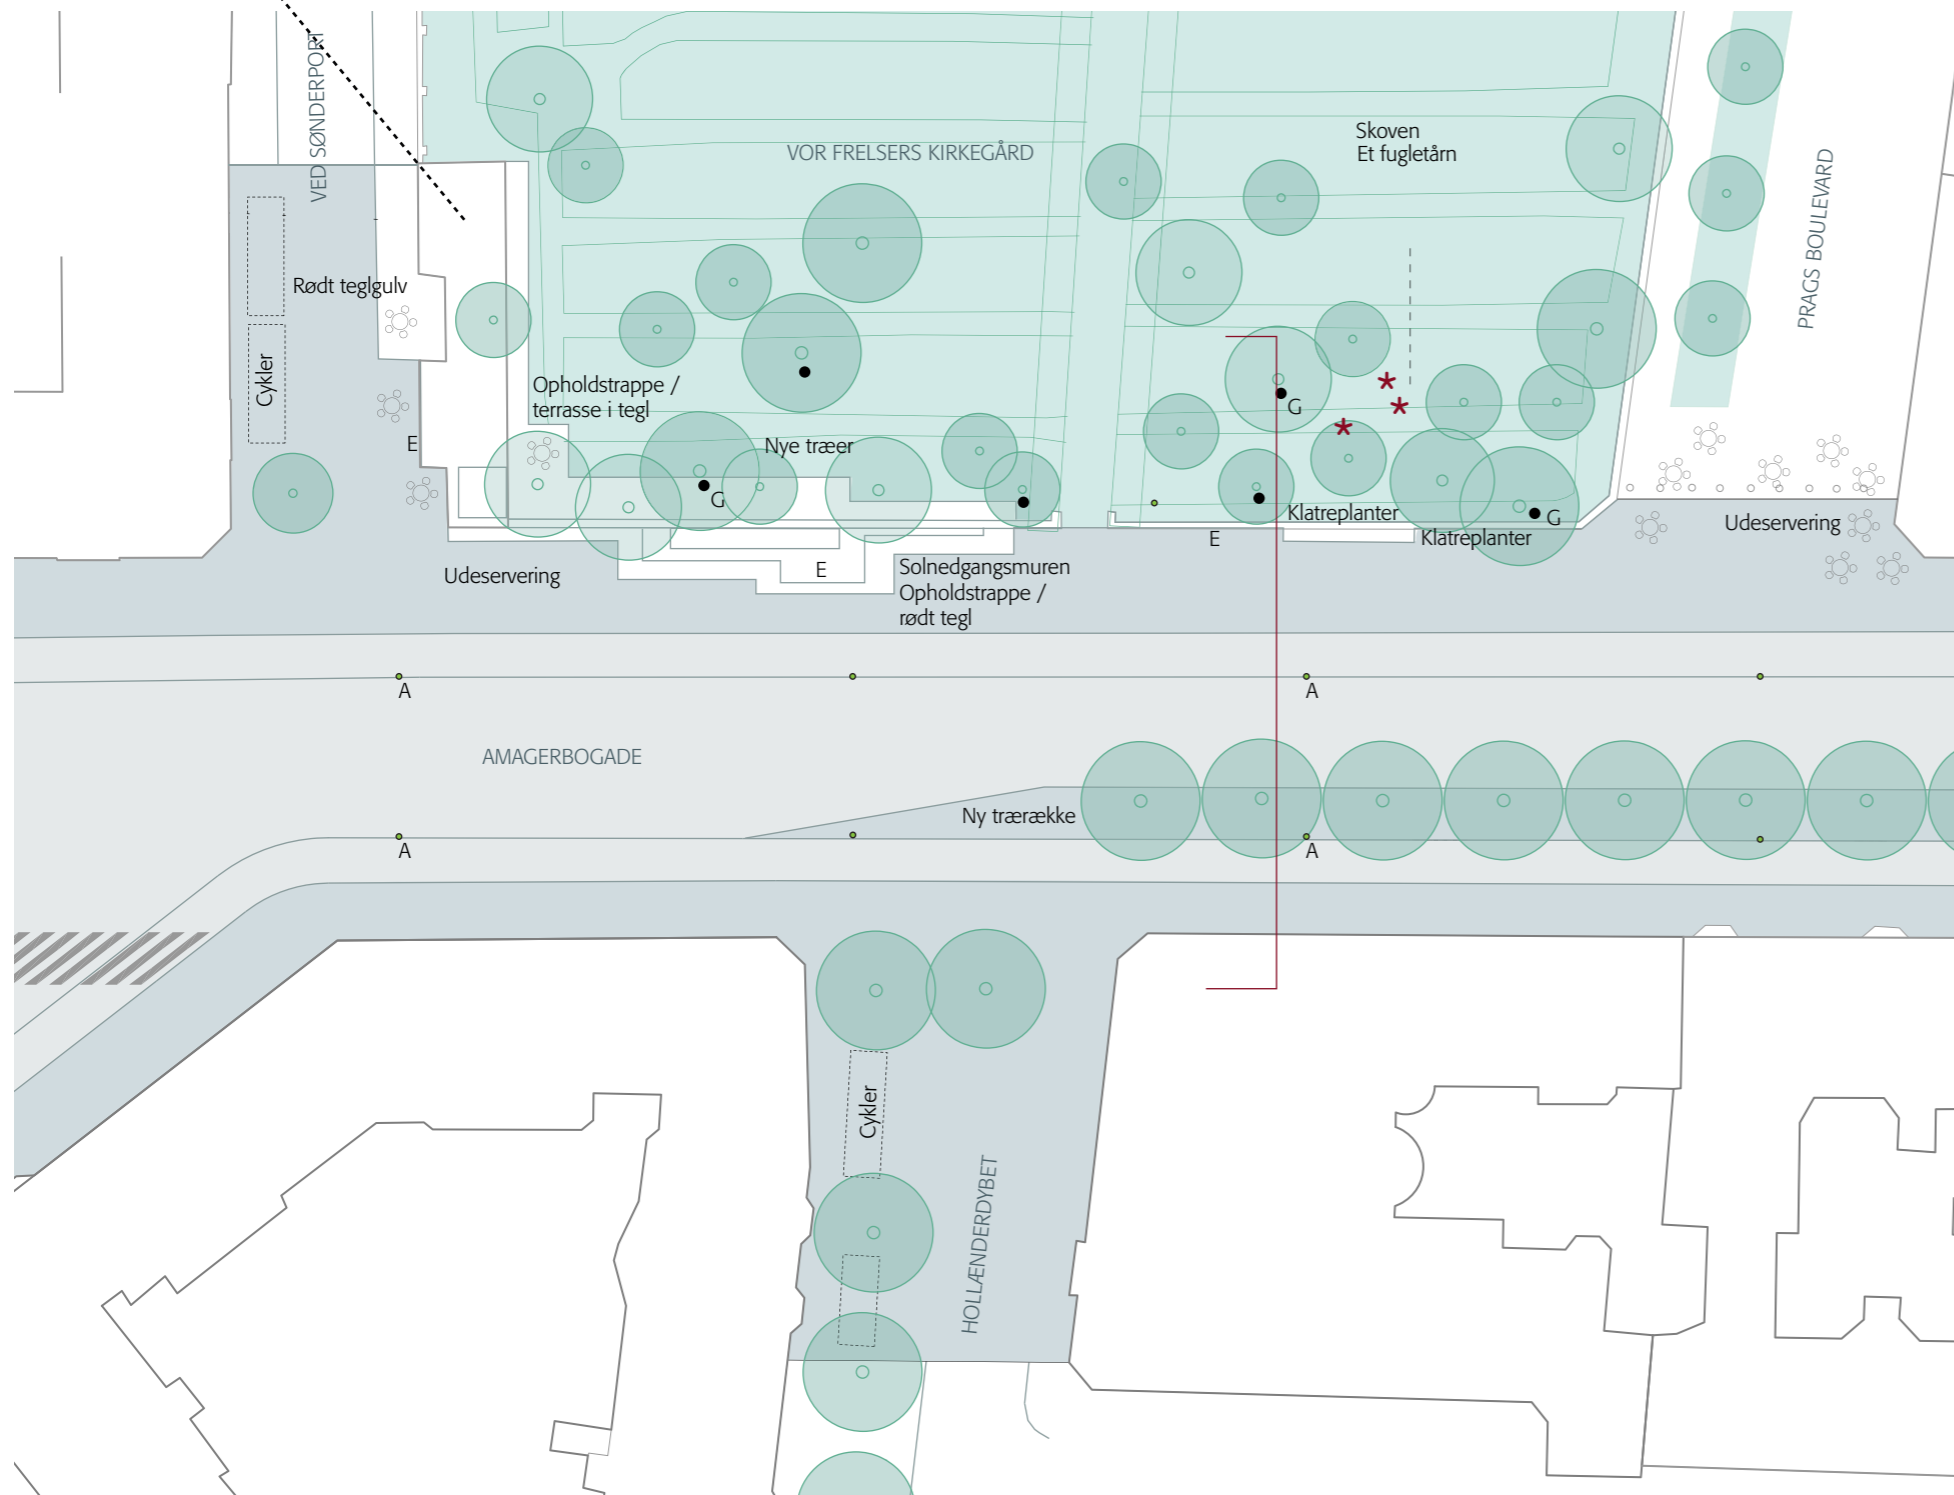 VED SØNDERPORT
VOR FRELSERS KIRKEGÅRD
Skoven
Et fugletårn
PRAGS BOULEVARD
Rødt teglgulv
Cykler
E
Opholdstrappe /
terrasse i tegl
Nye træer
G
G
Klatreplanter
G
Klatreplanter
E
Udeservering
Udeservering
E
Solnedgangsmuren
Opholdstrappe /
rødt tegl
A
A
AMAGERBOGADE
Ny trærække
A
A
Cykler
HOLLÆNDERDYBET